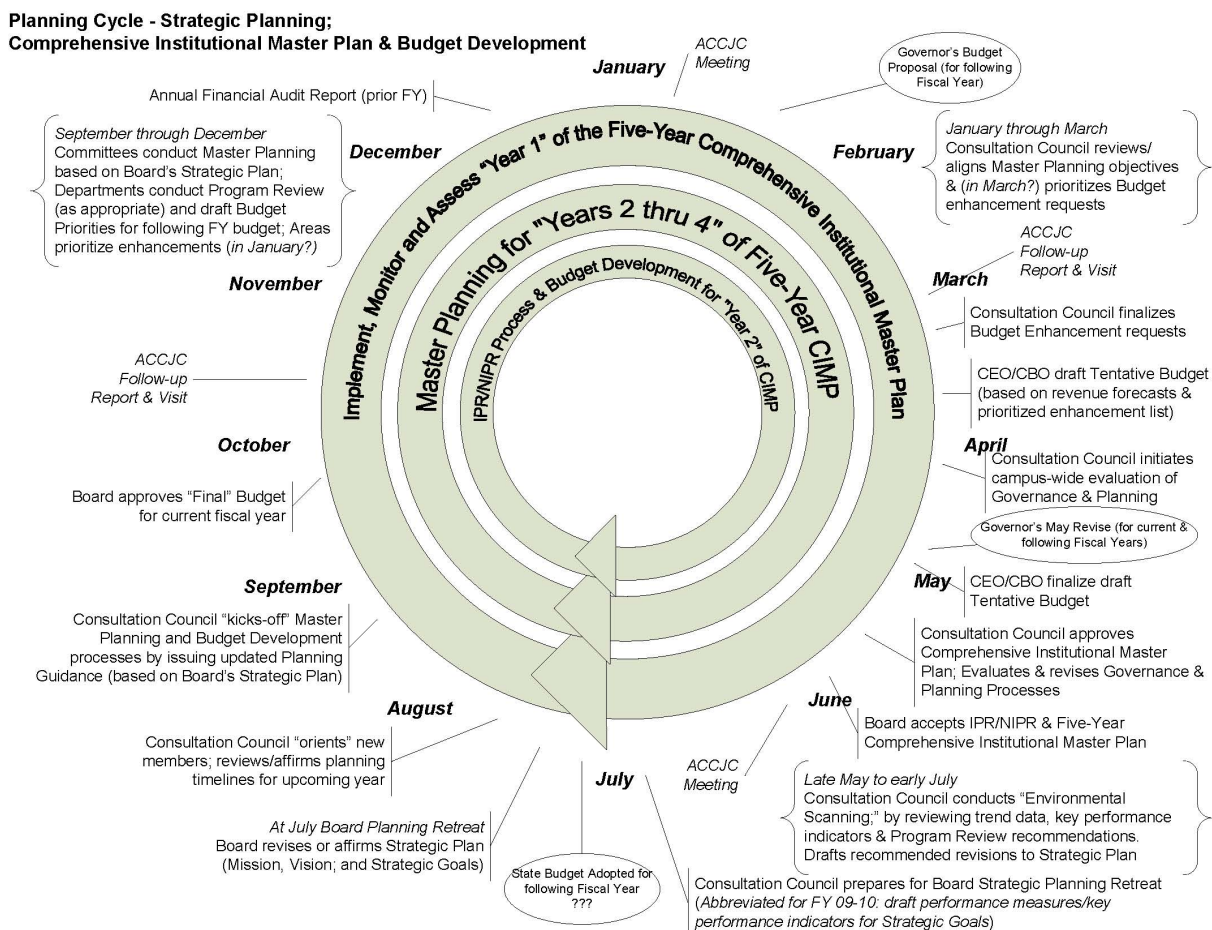 Planning Cycle - Strategic Planning;
Comprehensive Institutional Master Plan & Budget Development
January
ACCJC
Meeting
Governor's Budget
Proposal (for following
Fiscal Year)
Annual Financial Audit Report (prior FY)
September through December
Committees conduct Master Planning
based on Board's Strategic Plan;
Departments conduct Program Review
(as appropriate) and draft Budget
Priorities for following FY budget; Areas
prioritize enhancements (in January?)
December
February
January through March
Consultation Council reviews/
aligns Master Planning objectives
& (in March?) prioritizes Budget
enhancement requests
Implement, Monitor and Assess "Year 1" of the Five-Year Comprehensive Institutional Master Plan
Master Planning for "Years 2 thru 4" of Five-Year CIMP
IPR/NIPR Process & Budget Development for "Year 2" of CIMP
November
March
ACCJC
Follow-up
Report & Visit
Consultation Council finalizes
Budget Enhancement requests
ACCJC
Follow-up
Report & Visit
CEO/CBO draft Tentative Budget
(based on revenue forecasts &
prioritized enhancement list)
October
April
Consultation Council initiates
campus-wide evaluation of
Governance & Planning
Board approves "Final" Budget
for current fiscal year
Governor's May Revise (for current &
following Fiscal Years)
September
May
CEO/CBO finalize draft
Tentative Budget
Consultation Council "kicks-off" Master
Planning and Budget Development
processes by issuing updated Planning
Guidance (based on Board's Strategic Plan)
Consultation Council approves
Comprehensive Institutional Master
Plan; Evaluates & revises Governance &
Planning Processes
August
June
Board accepts IPR/NIPR & Five-Year
Comprehensive Institutional Master Plan
Consultation Council "orients" new
members; reviews/affirms planning
timelines for upcoming year
July
ACCJC
Meeting
Late May to early July
Consultation Council conducts "Environmental
Scanning;" by reviewing trend data, key performance
indicators & Program Review recommendations.
Drafts recommended revisions to Strategic Plan
At July Board Planning Retreat
Board revises or affirms Strategic Plan
(Mission, Vision; and Strategic Goals)
State Budget Adopted for
following Fiscal Year
???
Consultation Council prepares for Board Strategic Planning Retreat
(Abbreviated for FY 09-10: draft performance measures/key
performance indicators for Strategic Goals)